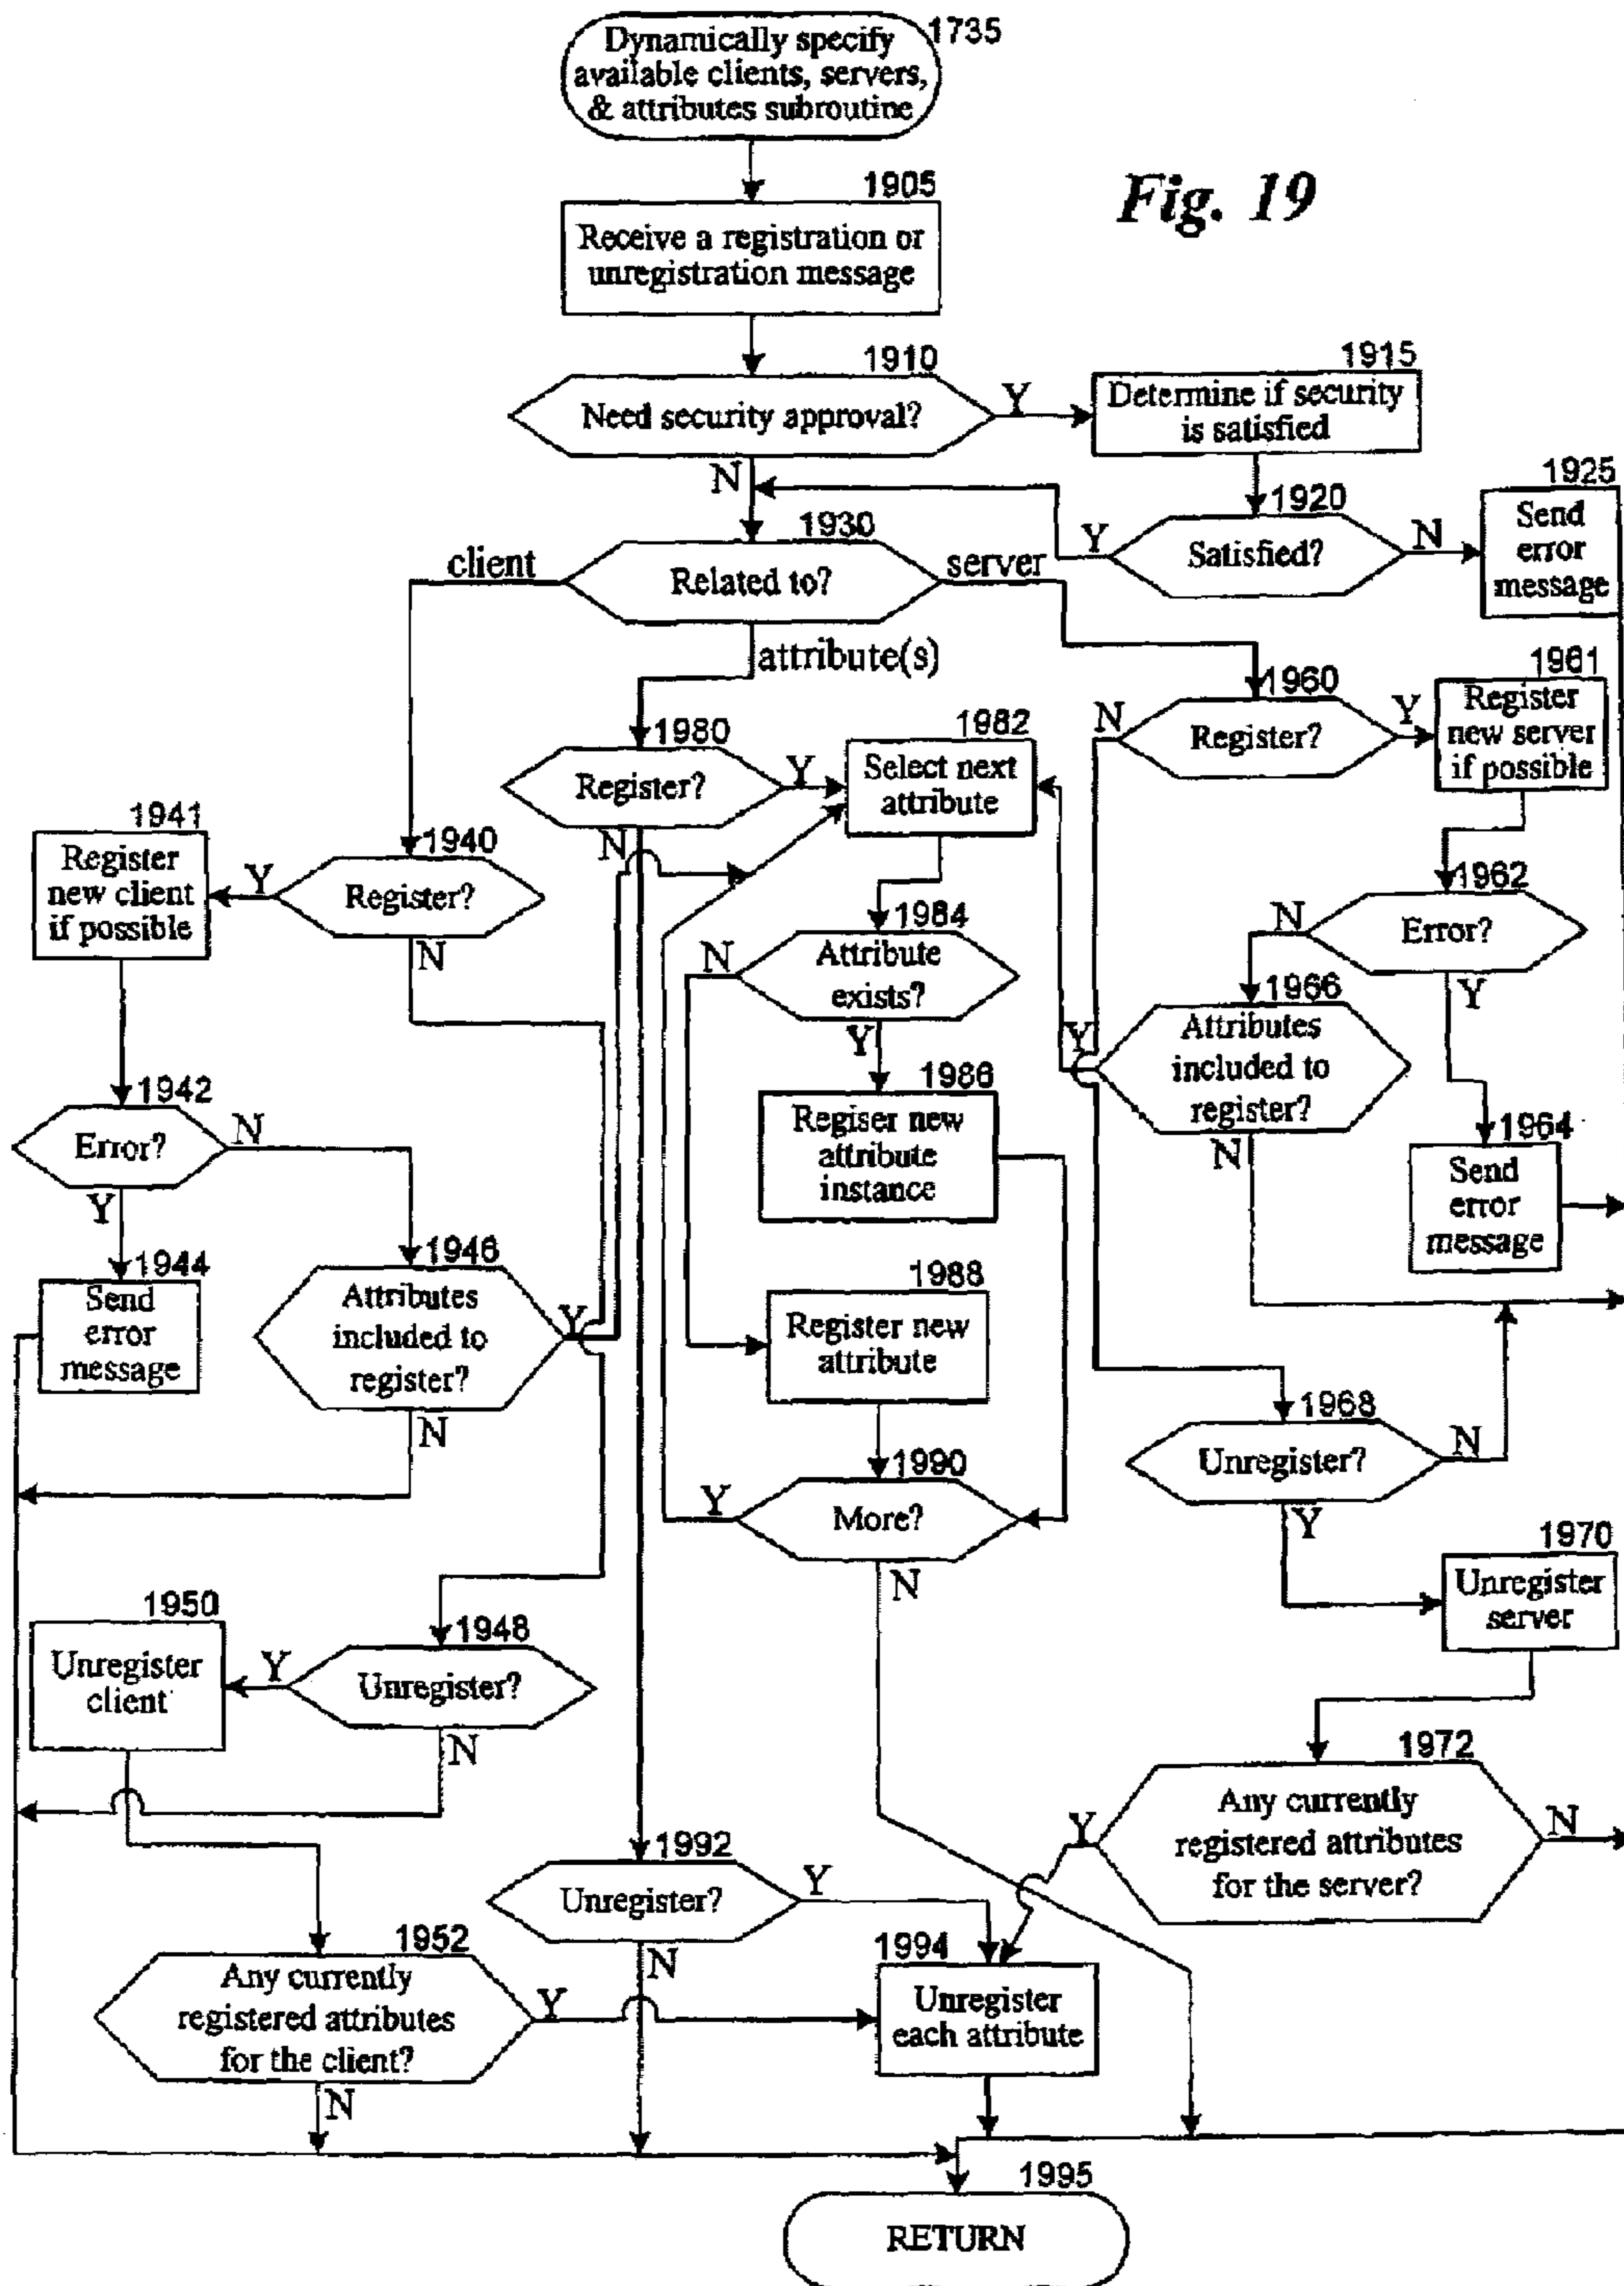 1735
Dynamically specify
available clients, servers,
& attributes subroutine
Fig. 19
1905
Receive a registration or
unregistration message
1910
Need security approval?
Y
N
1915
Determine if security
is satisfied
1920
Satisfied?
Y
N
1925
Send
error
message
1930
Related to?
client
server
attribute(s)
1960
Register?
N
Y
1961
Register
new server
if possible
1980
Register?
Y
N
1982
Select next
attribute
1941
Register
new client
if possible
1940
Register?
Y
N
1962
Error?
N
Y
1984
Attribute
exists?
N
Y
1966
Attributes
included to
register?
Y
N
1986
Regiser new
attribute
instance
1942
Error?
N
Y
1964
Send
error
message
1944
Send
error
message
1946
Attributes
included to
register?
Y
N
1988
Register new
attribute
1968
Unregister?
N
Y
1990
More?
Y
N
1970
Unregister
server
1950
Unregister
client
1948
Unregister?
Y
N
1972
Any currently
registered attributes
for the server?
Y
N
1992
Unregister?
Y
N
1952
Any currently
registered attributes
for the client?
Y
N
1994
Unregister
each attribute
1995
RETURN